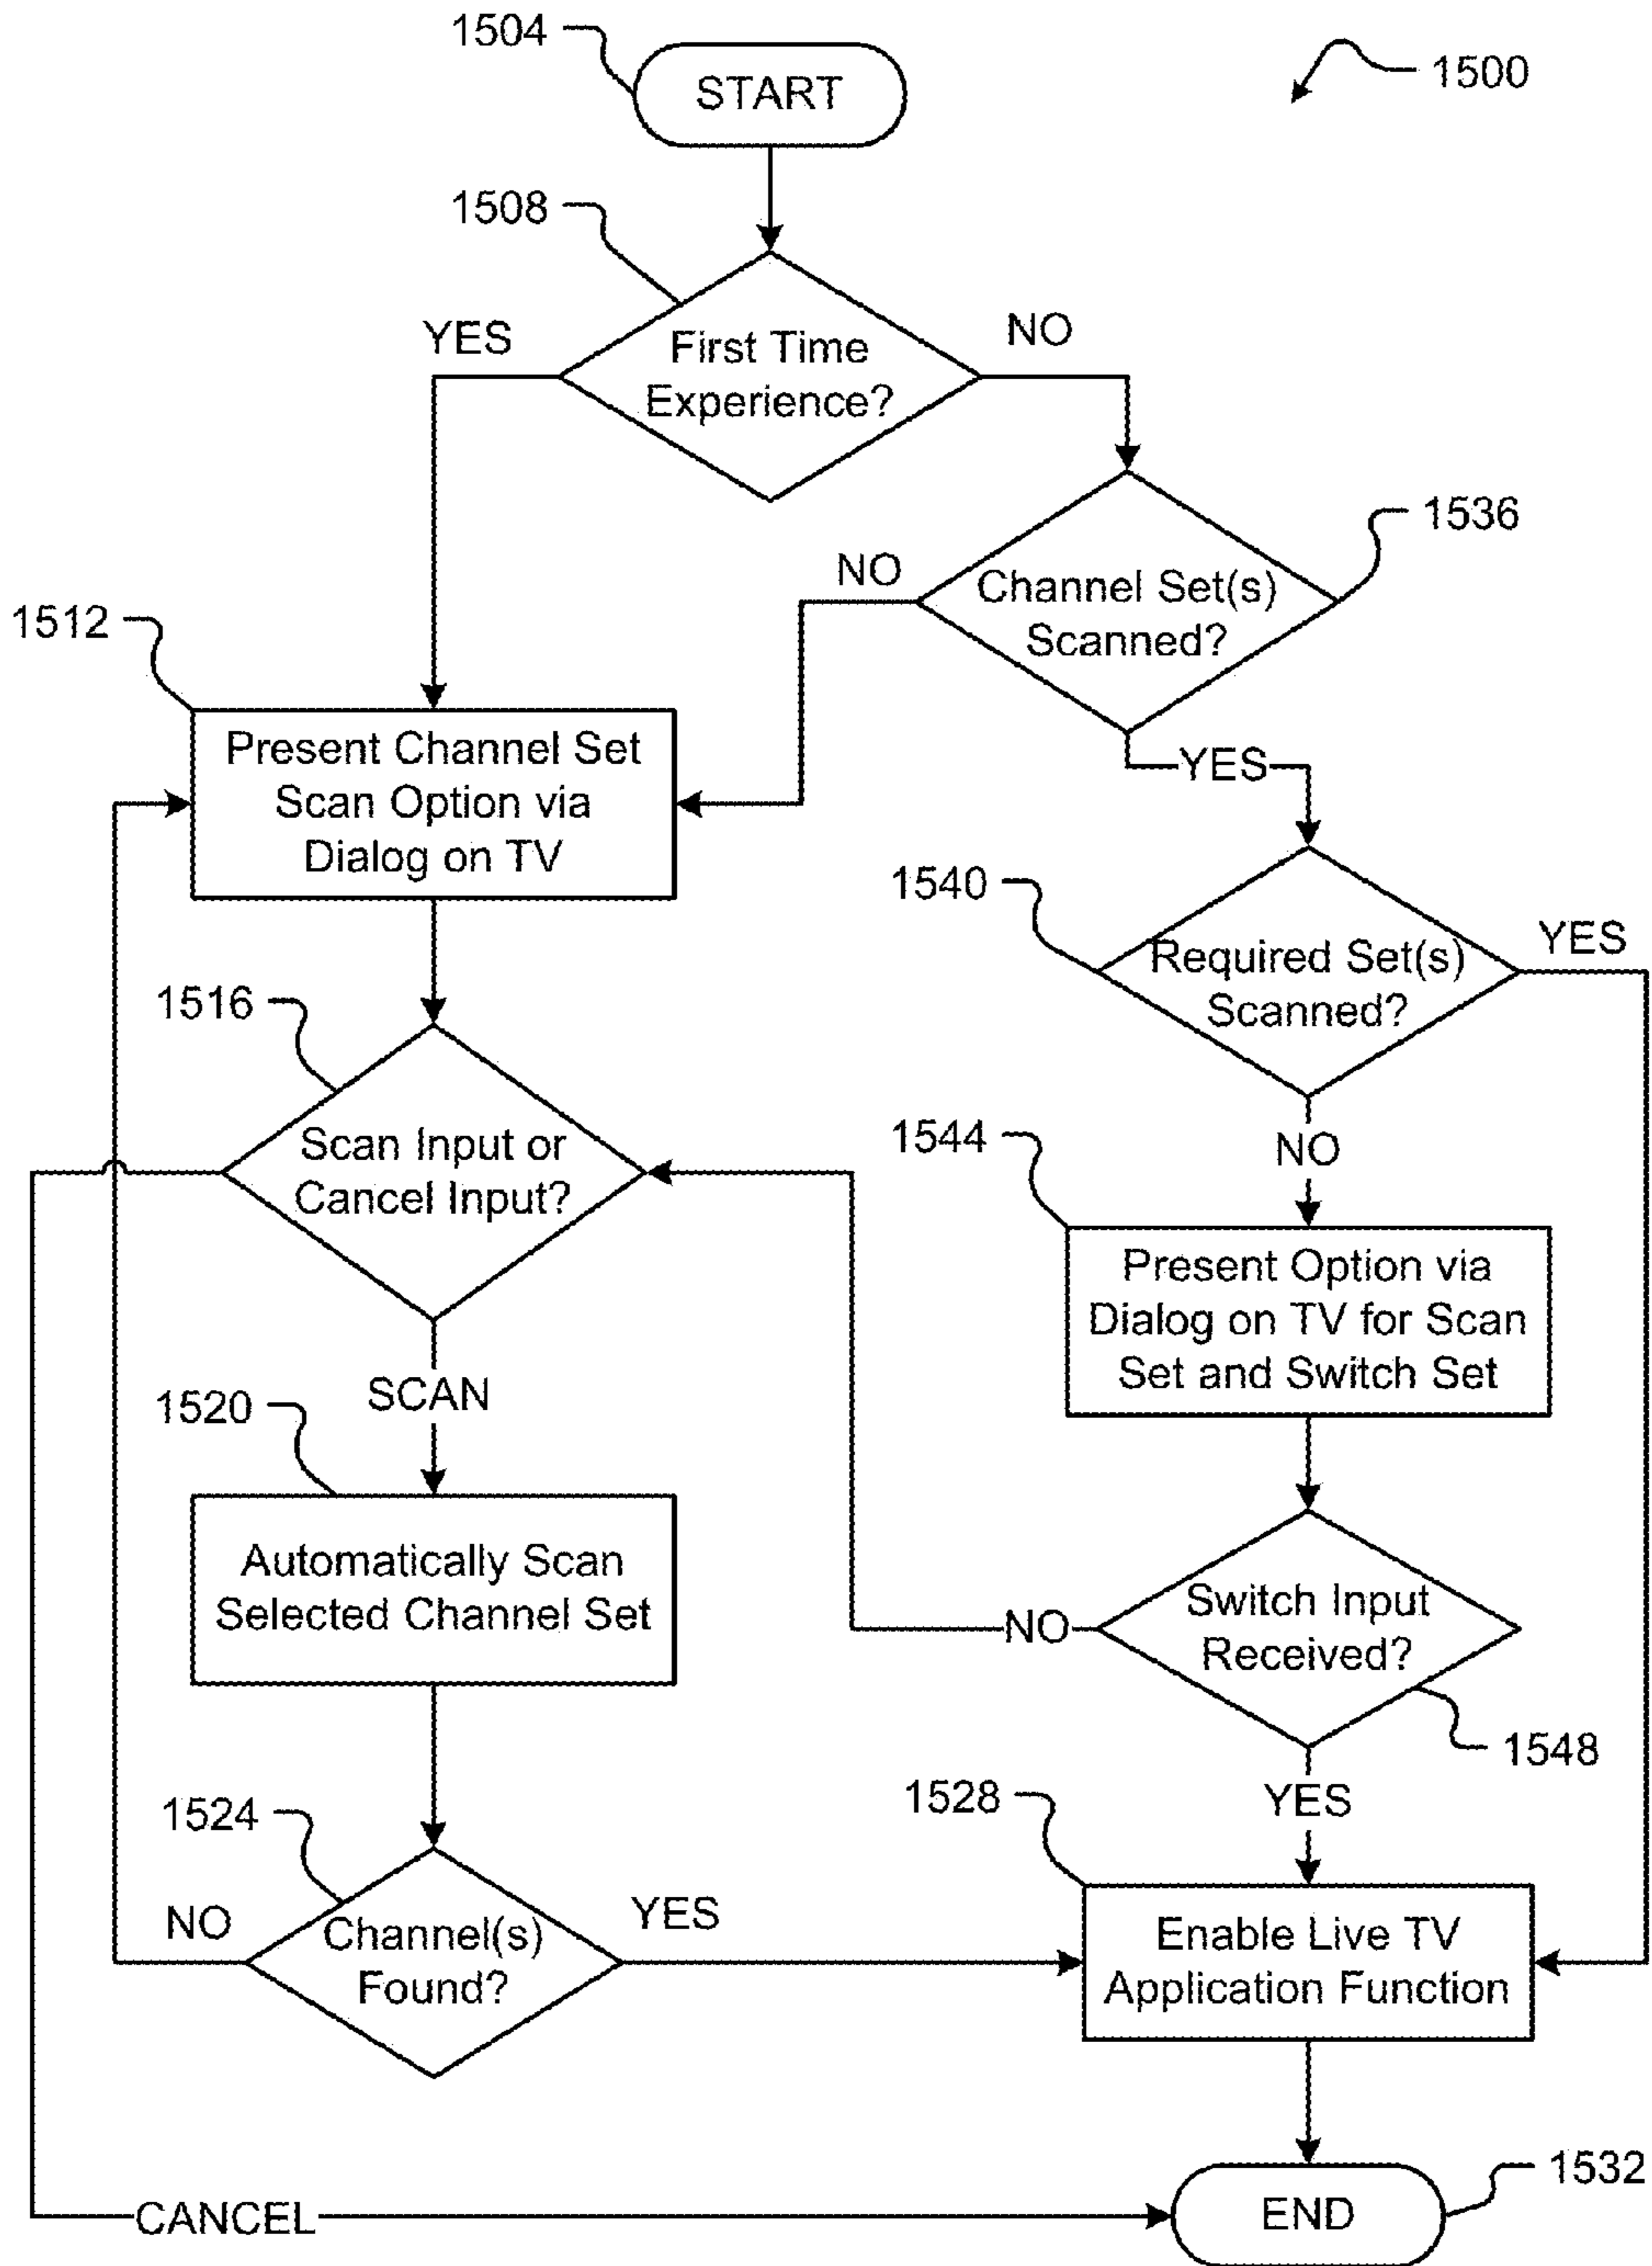 1504
START
1500
1508
YES
First Time
Experience?
NO
1536
NO
Channel Set(s)
Scanned?
1512
Present Channel Set
Scan Option via
Dialog on TV
YES
1540
Required Set(s)
Scanned?
YES
1516
Scan Input or
Cancel Input?
1544
NO
Present Option via
Dialog on TV for Scan
Set and Switch Set
SCAN
1520
Automatically Scan
Selected Channel Set
NO
Switch Input
Received?
1548
1524
NO
Channel(s)
Found?
YES
1528
YES
Enable Live TV
Application Function
1532
CANCEL
END